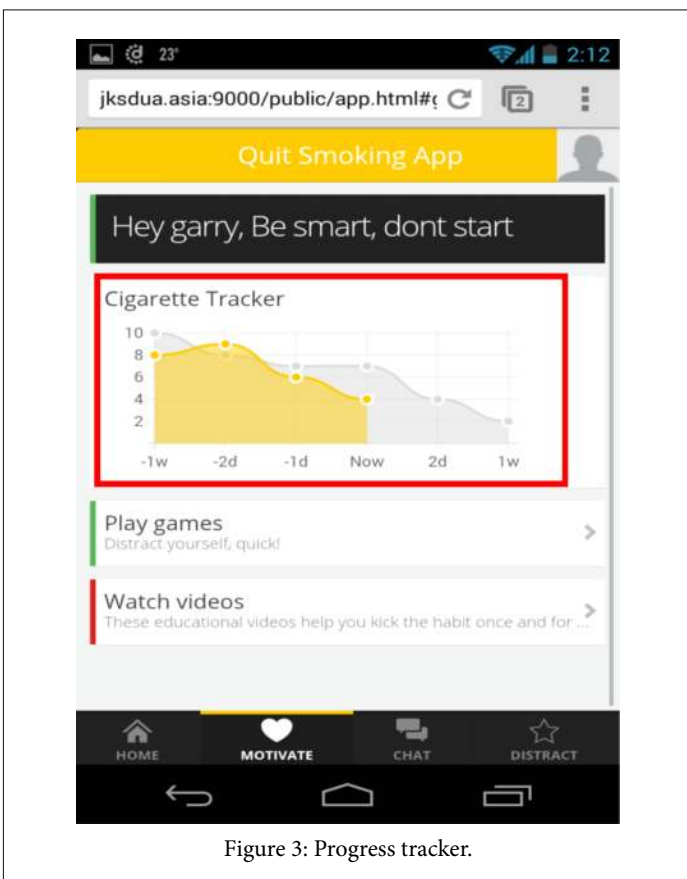 23°
2:12
jksdua.asia:9000/public/app.html#
2
Quit Smoking App
Hey garry, Be smart, dont start
Cigarette Tracker
10
8
6
4
2
-1w -2d -1d Now 2d 1w
Play games
Distract yourself, quick!
Watch videos
These educational videos help you kick the habit once and for ...
HOME MOTIVATE CHAT DISTRACT
Figure 3: Progress tracker.